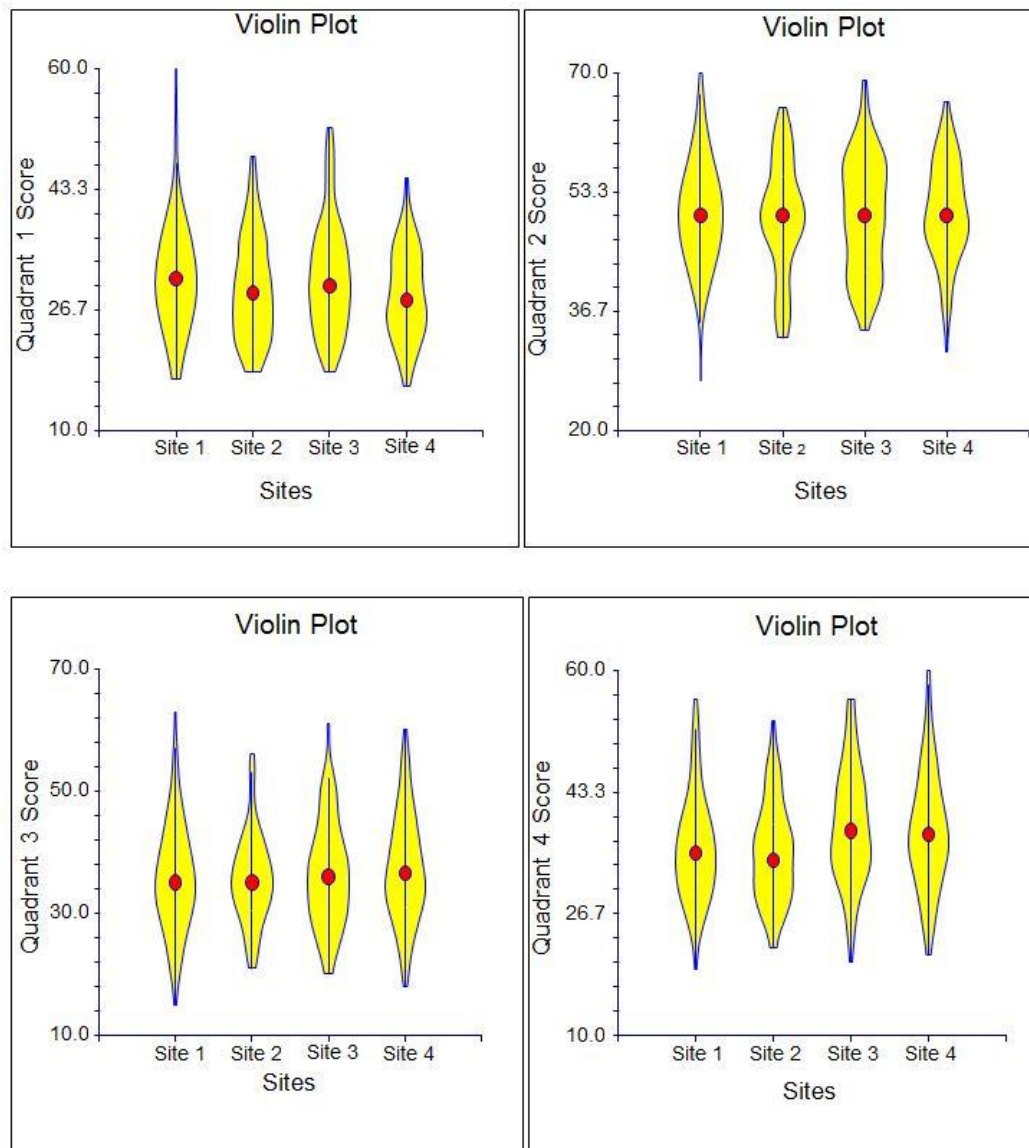 Violin Plot
60.0
43.3
26.7
10.0
Quadrant 1 Score
Site 1 Site 2 Site 3 Site 4
Sites
Violin Plot
70.0
53.3
36.7
20.0
Quadrant 2 Score
Site 1 Site 2 Site 3 Site 4
Sites
Violin Plot
70.0
50.0
30.0
10.0
Quadrant 3 Score
Site 1 Site 2 Site 3 Site 4
Sites
Violin Plot
60.0
43.3
26.7
10.0
Quadrant 4 Score
Site 1 Site 2 Site 3 Site 4
Sites